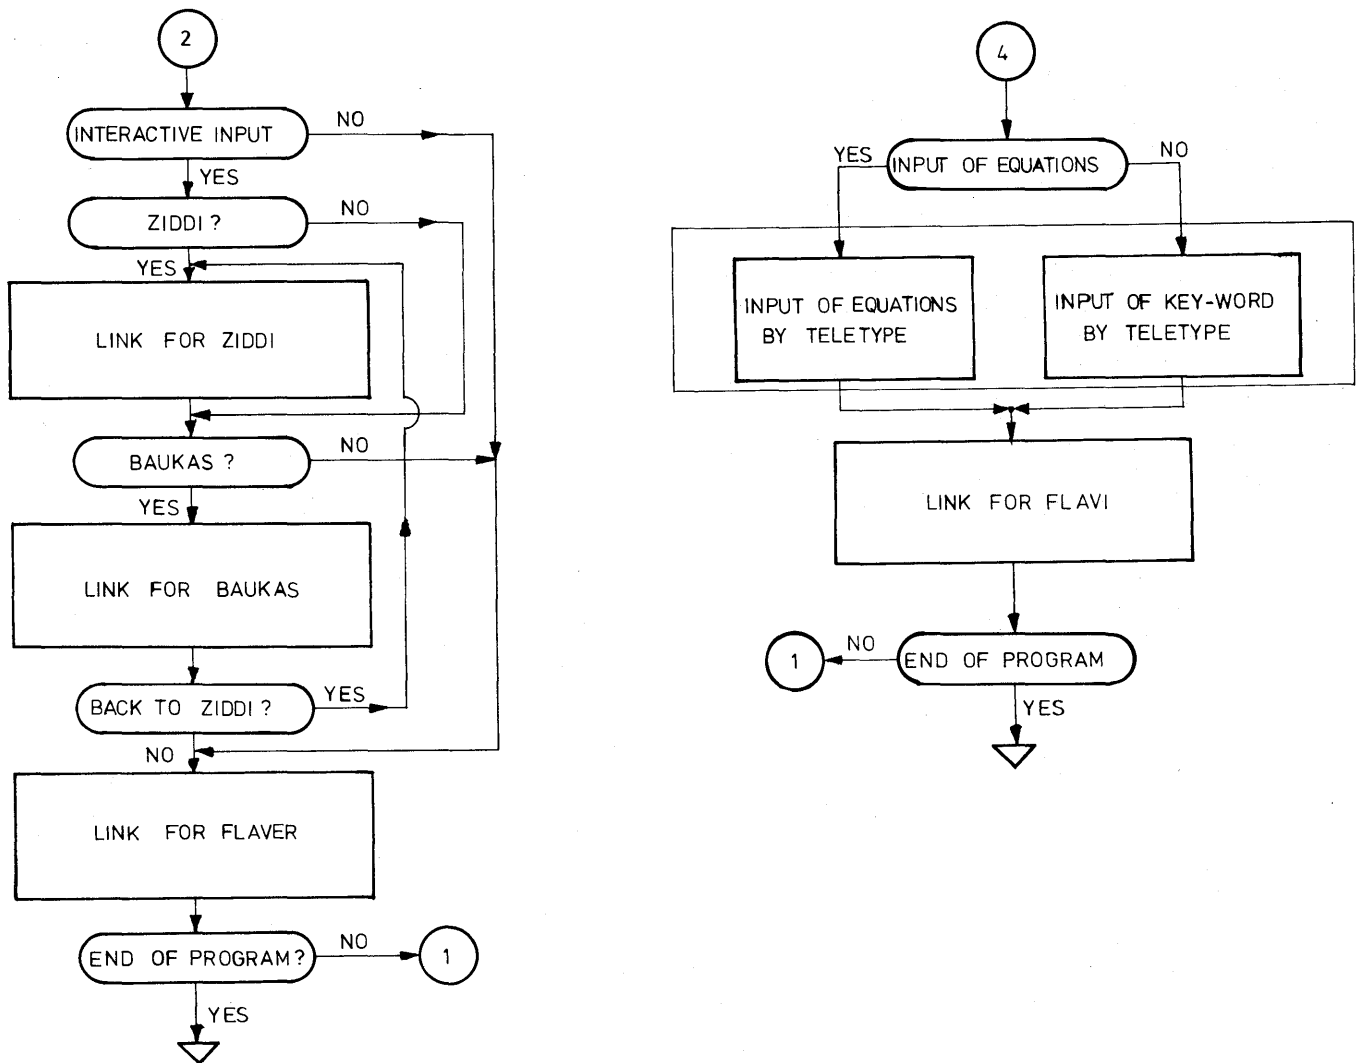 2
INTERACTIVE INPUT
NO
YES
ZIDDI ?
NO
YES
LINK FOR ZIDDI
BAUKAS ?
NO
YES
LINK FOR BAUKAS
BACK TO ZIDDI ?
YES
NO
LINK FOR FLAVER
END OF PROGRAM ?
NO
1
YES
4
YES
INPUT OF EQUATIONS
NO
INPUT OF EQUATIONS
BY TELETYPE
INPUT OF KEY-WORD
BY TELETYPE
LINK FOR FLAVI
1
NO
END OF PROGRAM
YES